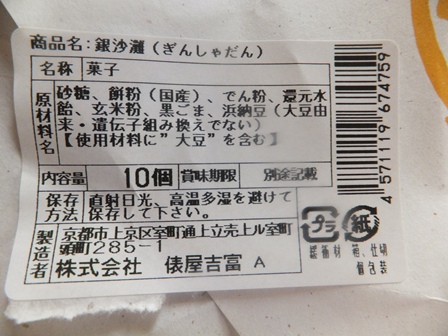 商品名:銀沙灘(ぎんしゃだん)
名称 菓子
原材料名 砂糖、餅粉(国産)、でん粉、還元水
飴、玄米粉、黒ごま、浜納豆(大豆由
来・遺伝子組み換えでない)
【使用材料に"大豆"を含む】
内容量 10個 賞味期限 別途記載
保存方法 直射日光、高温多湿を避けて
保存して下さい。
製造者 京都市上京区室町通上立売上ル室町
頭町285-1
株式会社 俵屋吉富 A
4571119674759
プラ 紙
箱、仕切
個包装